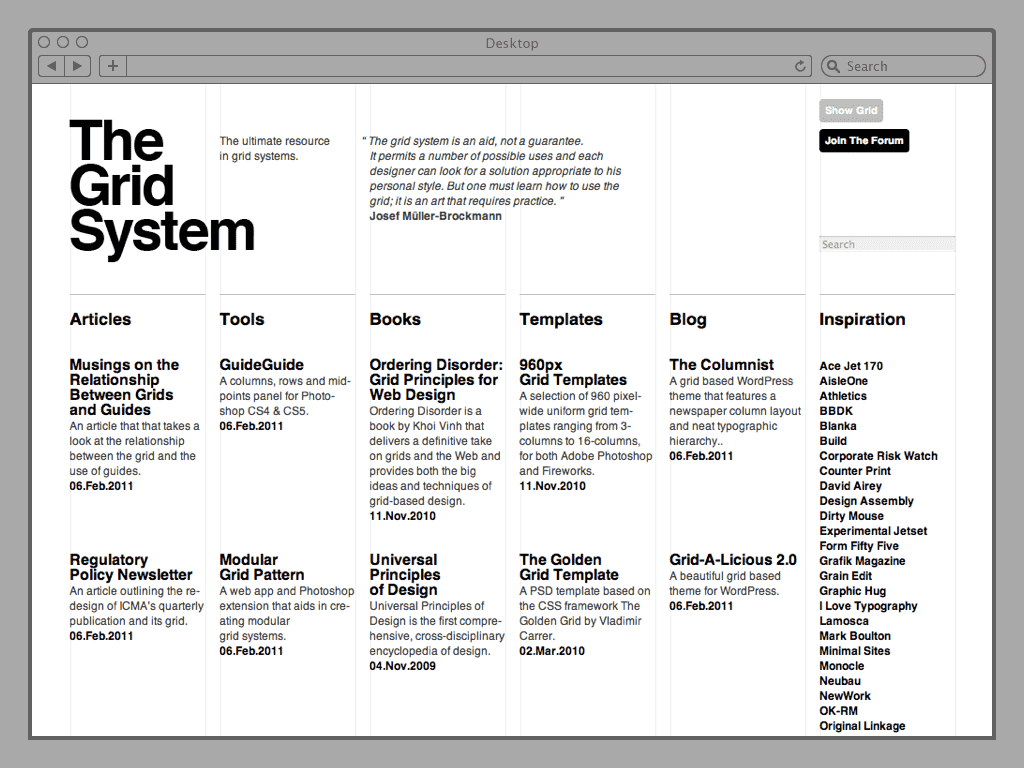 Desktop
Search
Show Grid
Join The Forum
The
Grid
System
The ultimate resource
in grid systems.
“ The grid system is an aid, not a guarantee.
It permits a number of possible uses and each
designer can look for a solution appropriate to his
personal style. But one must learn how to use the
grid; it is an art that requires practice. ”
Josef Müller-Brockmann
Search
Articles
Musings on the
Relationship
Between Grids
and Guides
An article that that takes a
look at the relationship
between the grid and the
use of guides.
06.Feb.2011
Regulatory
Policy Newsletter
An article outlining the re-
design of ICMA's quarterly
publication and its grid.
06.Feb.2011
Tools
GuideGuide
A columns, rows and mid-
points panel for Photo-
shop CS4 & CS5.
06.Feb.2011
Modular
Grid Pattern
A web app and Photoshop
extension that aids in cre-
ating modular
grid systems.
06.Feb.2011
Books
Ordering Disorder:
Grid Principles for
Web Design
Ordering Disorder is a
book by Khoi Vinh that
delivers a definitive take
on grids and the Web and
provides both the big
ideas and techniques of
grid-based design.
11.Nov.2010
Universal
Principles
of Design
Universal Principles of
Design is the first compre-
hensive, cross-disciplinary
encyclopedia of design.
04.Nov.2009
Templates
960px
Grid Templates
A selection of 960 pixel-
wide uniform grid tem-
plates ranging from 3-
columns to 16-columns,
for both Adobe Photoshop
and Fireworks.
11.Nov.2010
The Golden
Grid Template
A PSD template based on
the CSS framework The
Golden Grid by Vladimir
Carrer.
02.Mar.2010
Blog
The Columnist
A grid based WordPress
theme that features a
newspaper column layout
and neat typographic
hierarchy..
06.Feb.2011
Grid-A-Licious 2.0
A beautiful grid based
theme for WordPress.
06.Feb.2011
Inspiration
Ace Jet 170
AisleOne
Athletics
BBDK
Blanka
Build
Corporate Risk Watch
Counter Print
David Airey
Design Assembly
Dirty Mouse
Experimental Jetset
Form Fifty Five
Grafik Magazine
Grain Edit
Graphic Hug
I Love Typography
Lamosca
Mark Boulton
Minimal Sites
Monocle
Neubau
NewWork
OK-RM
Original Linkage